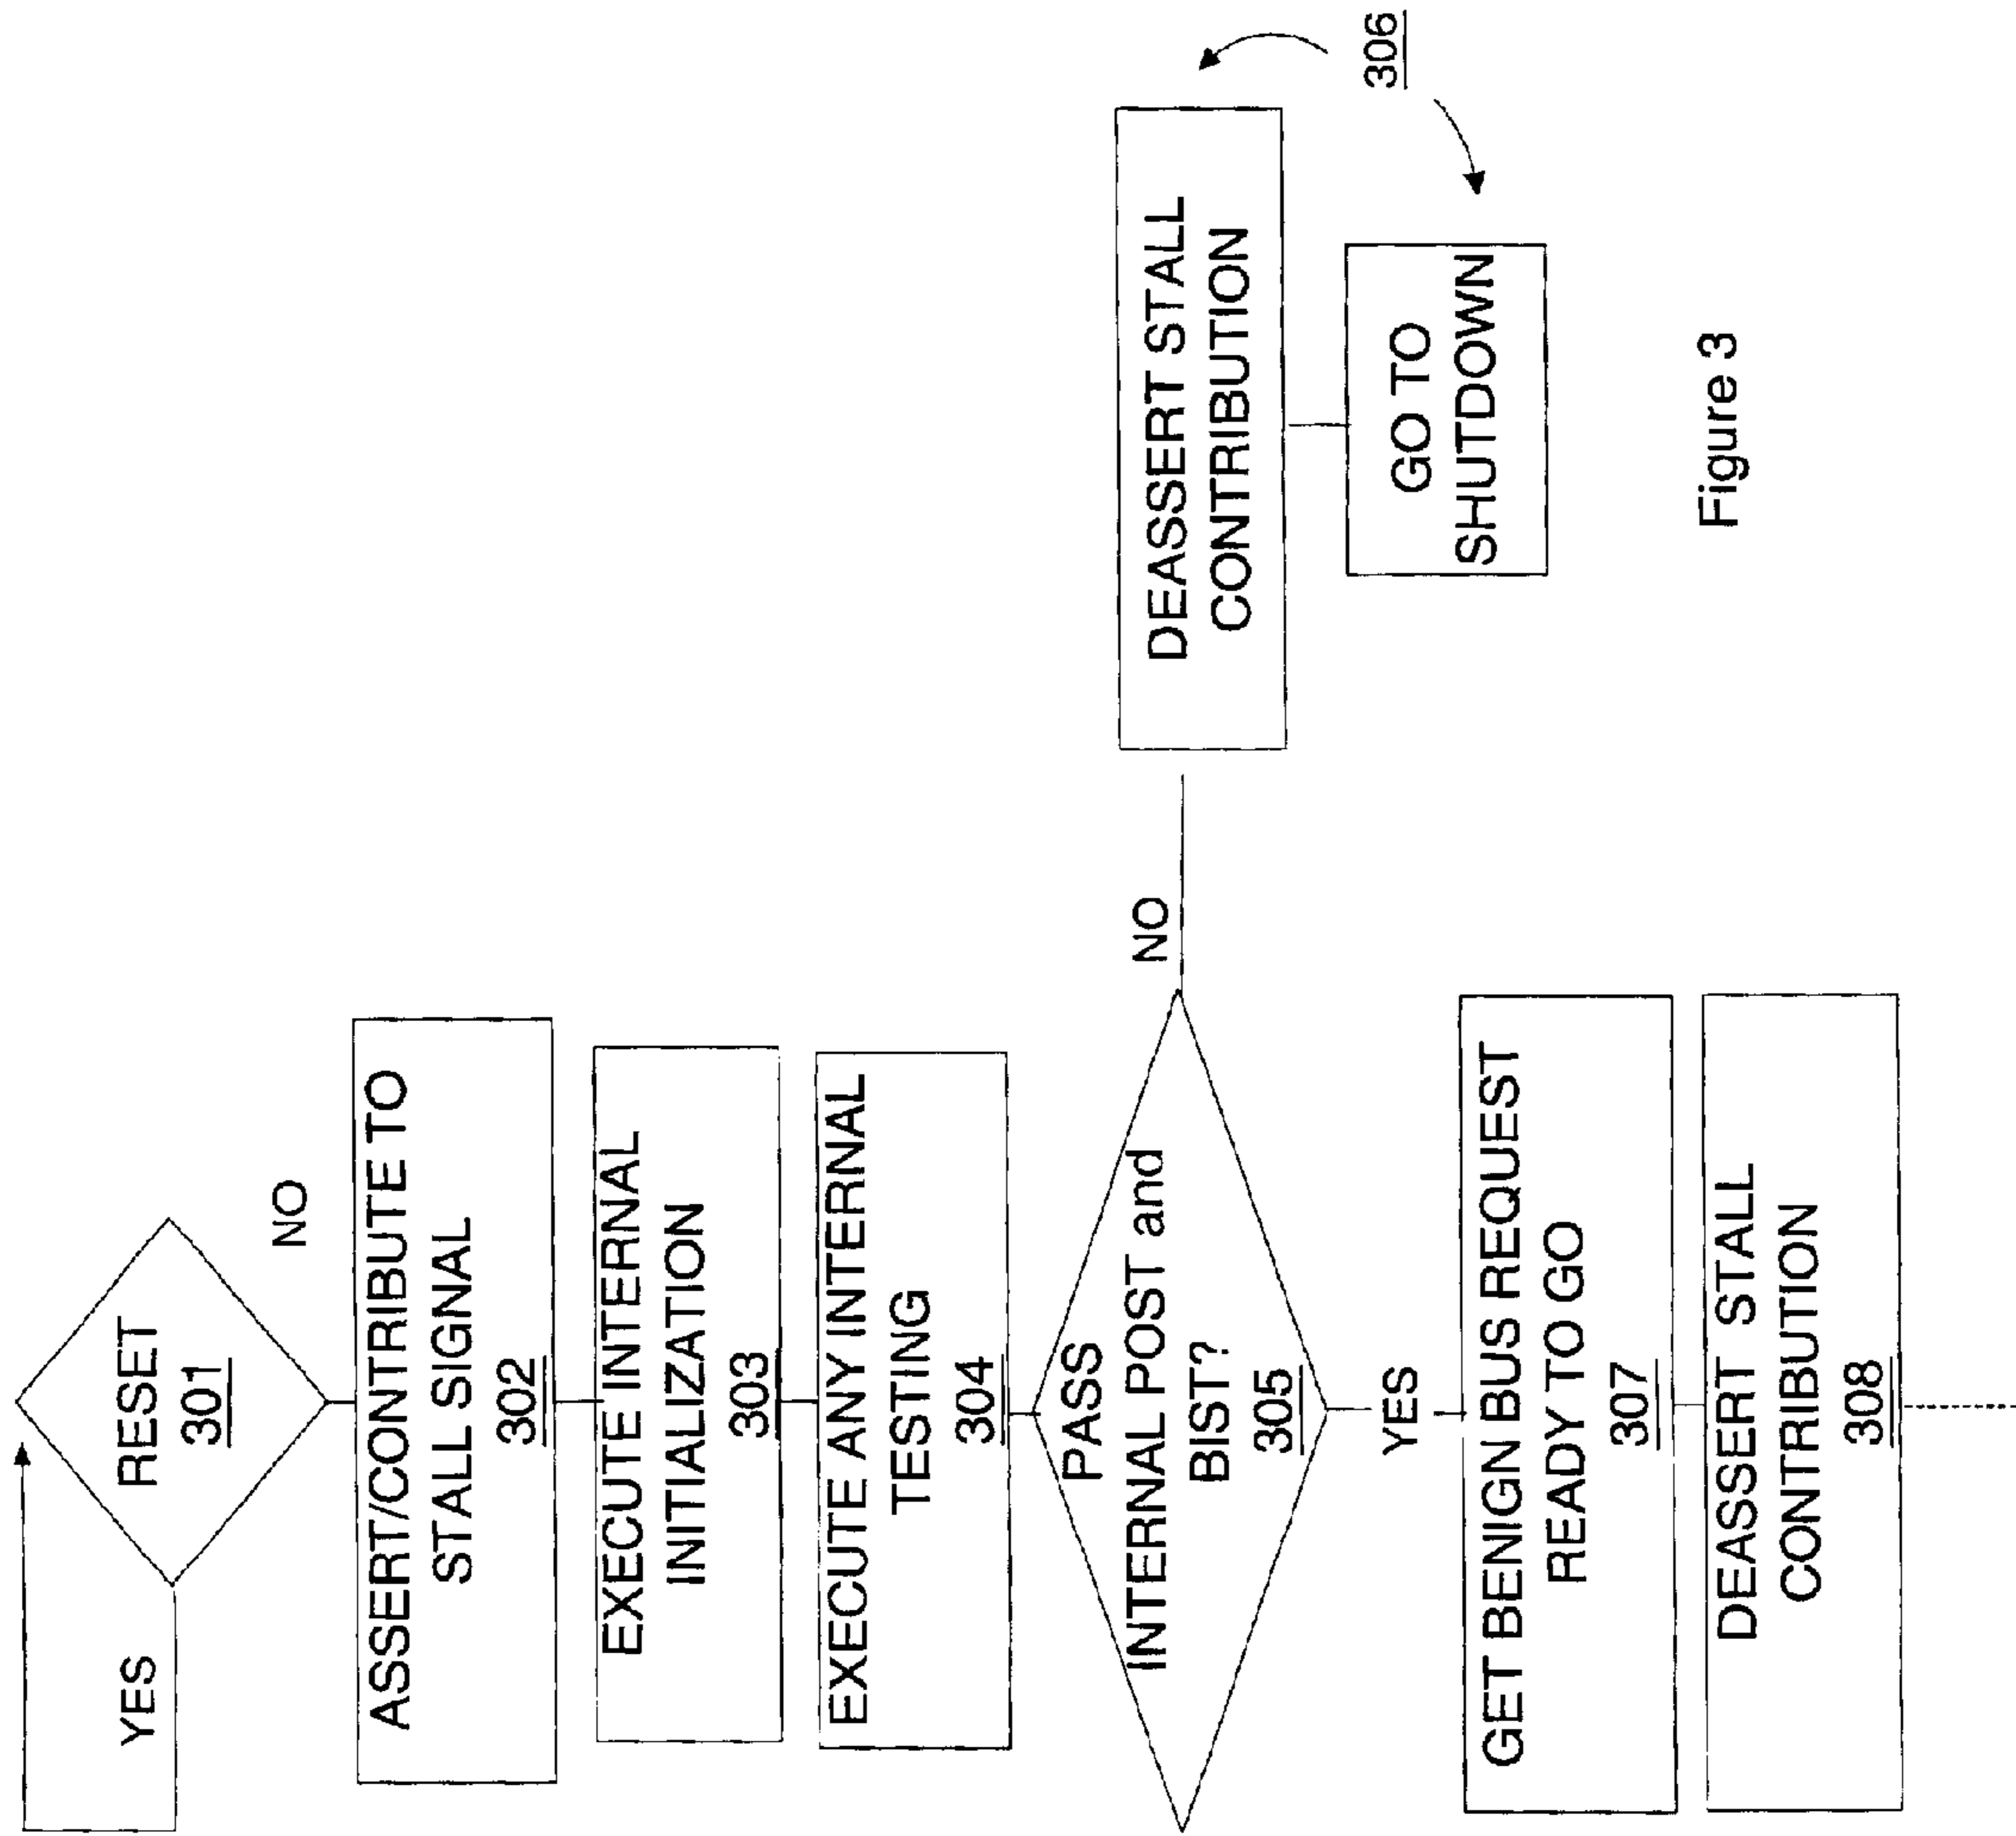 YES
RESET
301
NO
ASSERT/CONTRIBUTE TO
STALL SIGNAL
302
EXECUTE INTERNAL
INITIALIZATION
303
EXECUTE ANY INTERNAL
TESTING
304
PASS
INTERNAL POST and
BIST?
305
NO
DEASSERT STALL
CONTRIBUTION
GO TO
SHUTDOWN
306
YES
GET BENIGN BUS REQUEST
READY TO GO
307
DEASSERT STALL
CONTRIBUTION
308
Figure 3